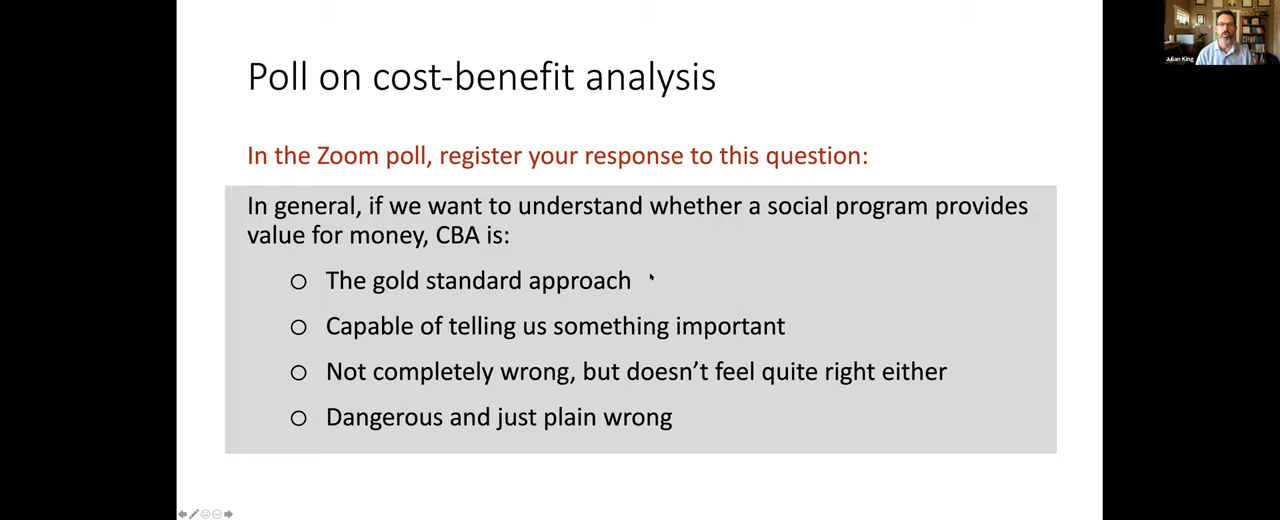 Poll on cost-benefit analysis
In the Zoom poll, register your response to this question:
In general, if we want to understand whether a social program provides
value for money, CBA is:
The gold standard approach
Capable of telling us something important
Not completely wrong, but doesn’t feel quite right either
Dangerous and just plain wrong
Julian King